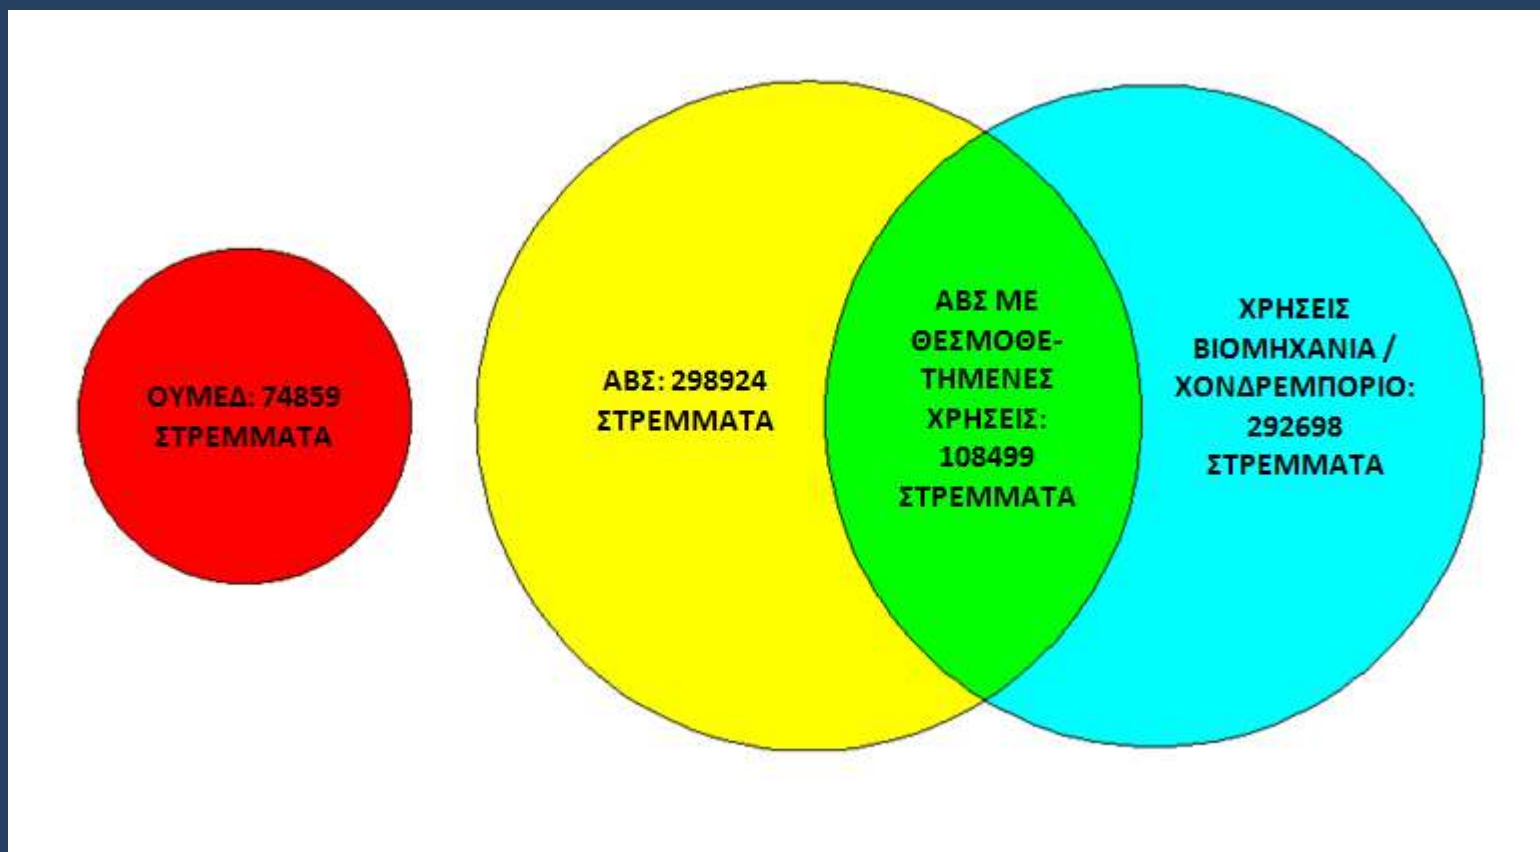 ΟΥΜΕΔ: 74859
ΣΤΡΕΜΜΑΤΑ
ΑΒΣ: 298924
ΣΤΡΕΜΜΑΤΑ
ΑΒΣ ΜΕ
ΘΕΣΜΟΘΕ-
ΤΗΜΕΝΕΣ
ΧΡΗΣΕΙΣ:
108499
ΣΤΡΕΜΜΑΤΑ
ΧΡΗΣΕΙΣ
ΒΙΟΜΗΧΑΝΙΑ /
ΧΟΝΔΡΕΜΠΟΡΙΟ:
292698
ΣΤΡΕΜΜΑΤΑ